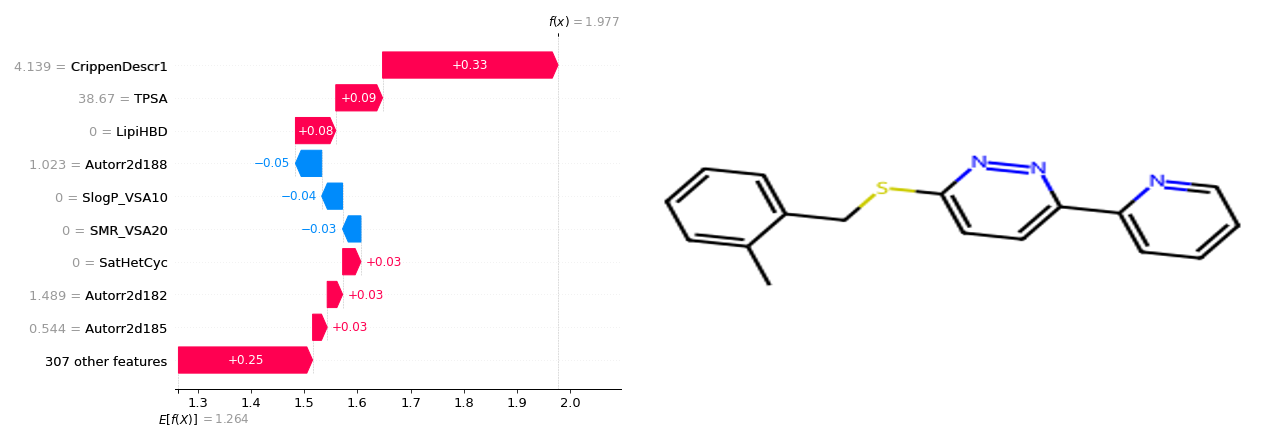 f(x) = 1.977
4.139 = CrippenDescr1
+0.33
38.67 = TPSA
+0.09
0 = LipiHBD
+0.08
1.023 = Autorr2d188
−0.05
0 = SlogP_VSA10
−0.04
0 = SMR_VSA20
−0.03
0 = SatHetCyc
+0.03
1.489 = Autorr2d182
+0.03
0.544 = Autorr2d185
+0.03
307 other features
+0.25
1.3 1.4 1.5 1.6 1.7 1.8 1.9 2.0
E[f(X)] = 1.264
N
N
S
N